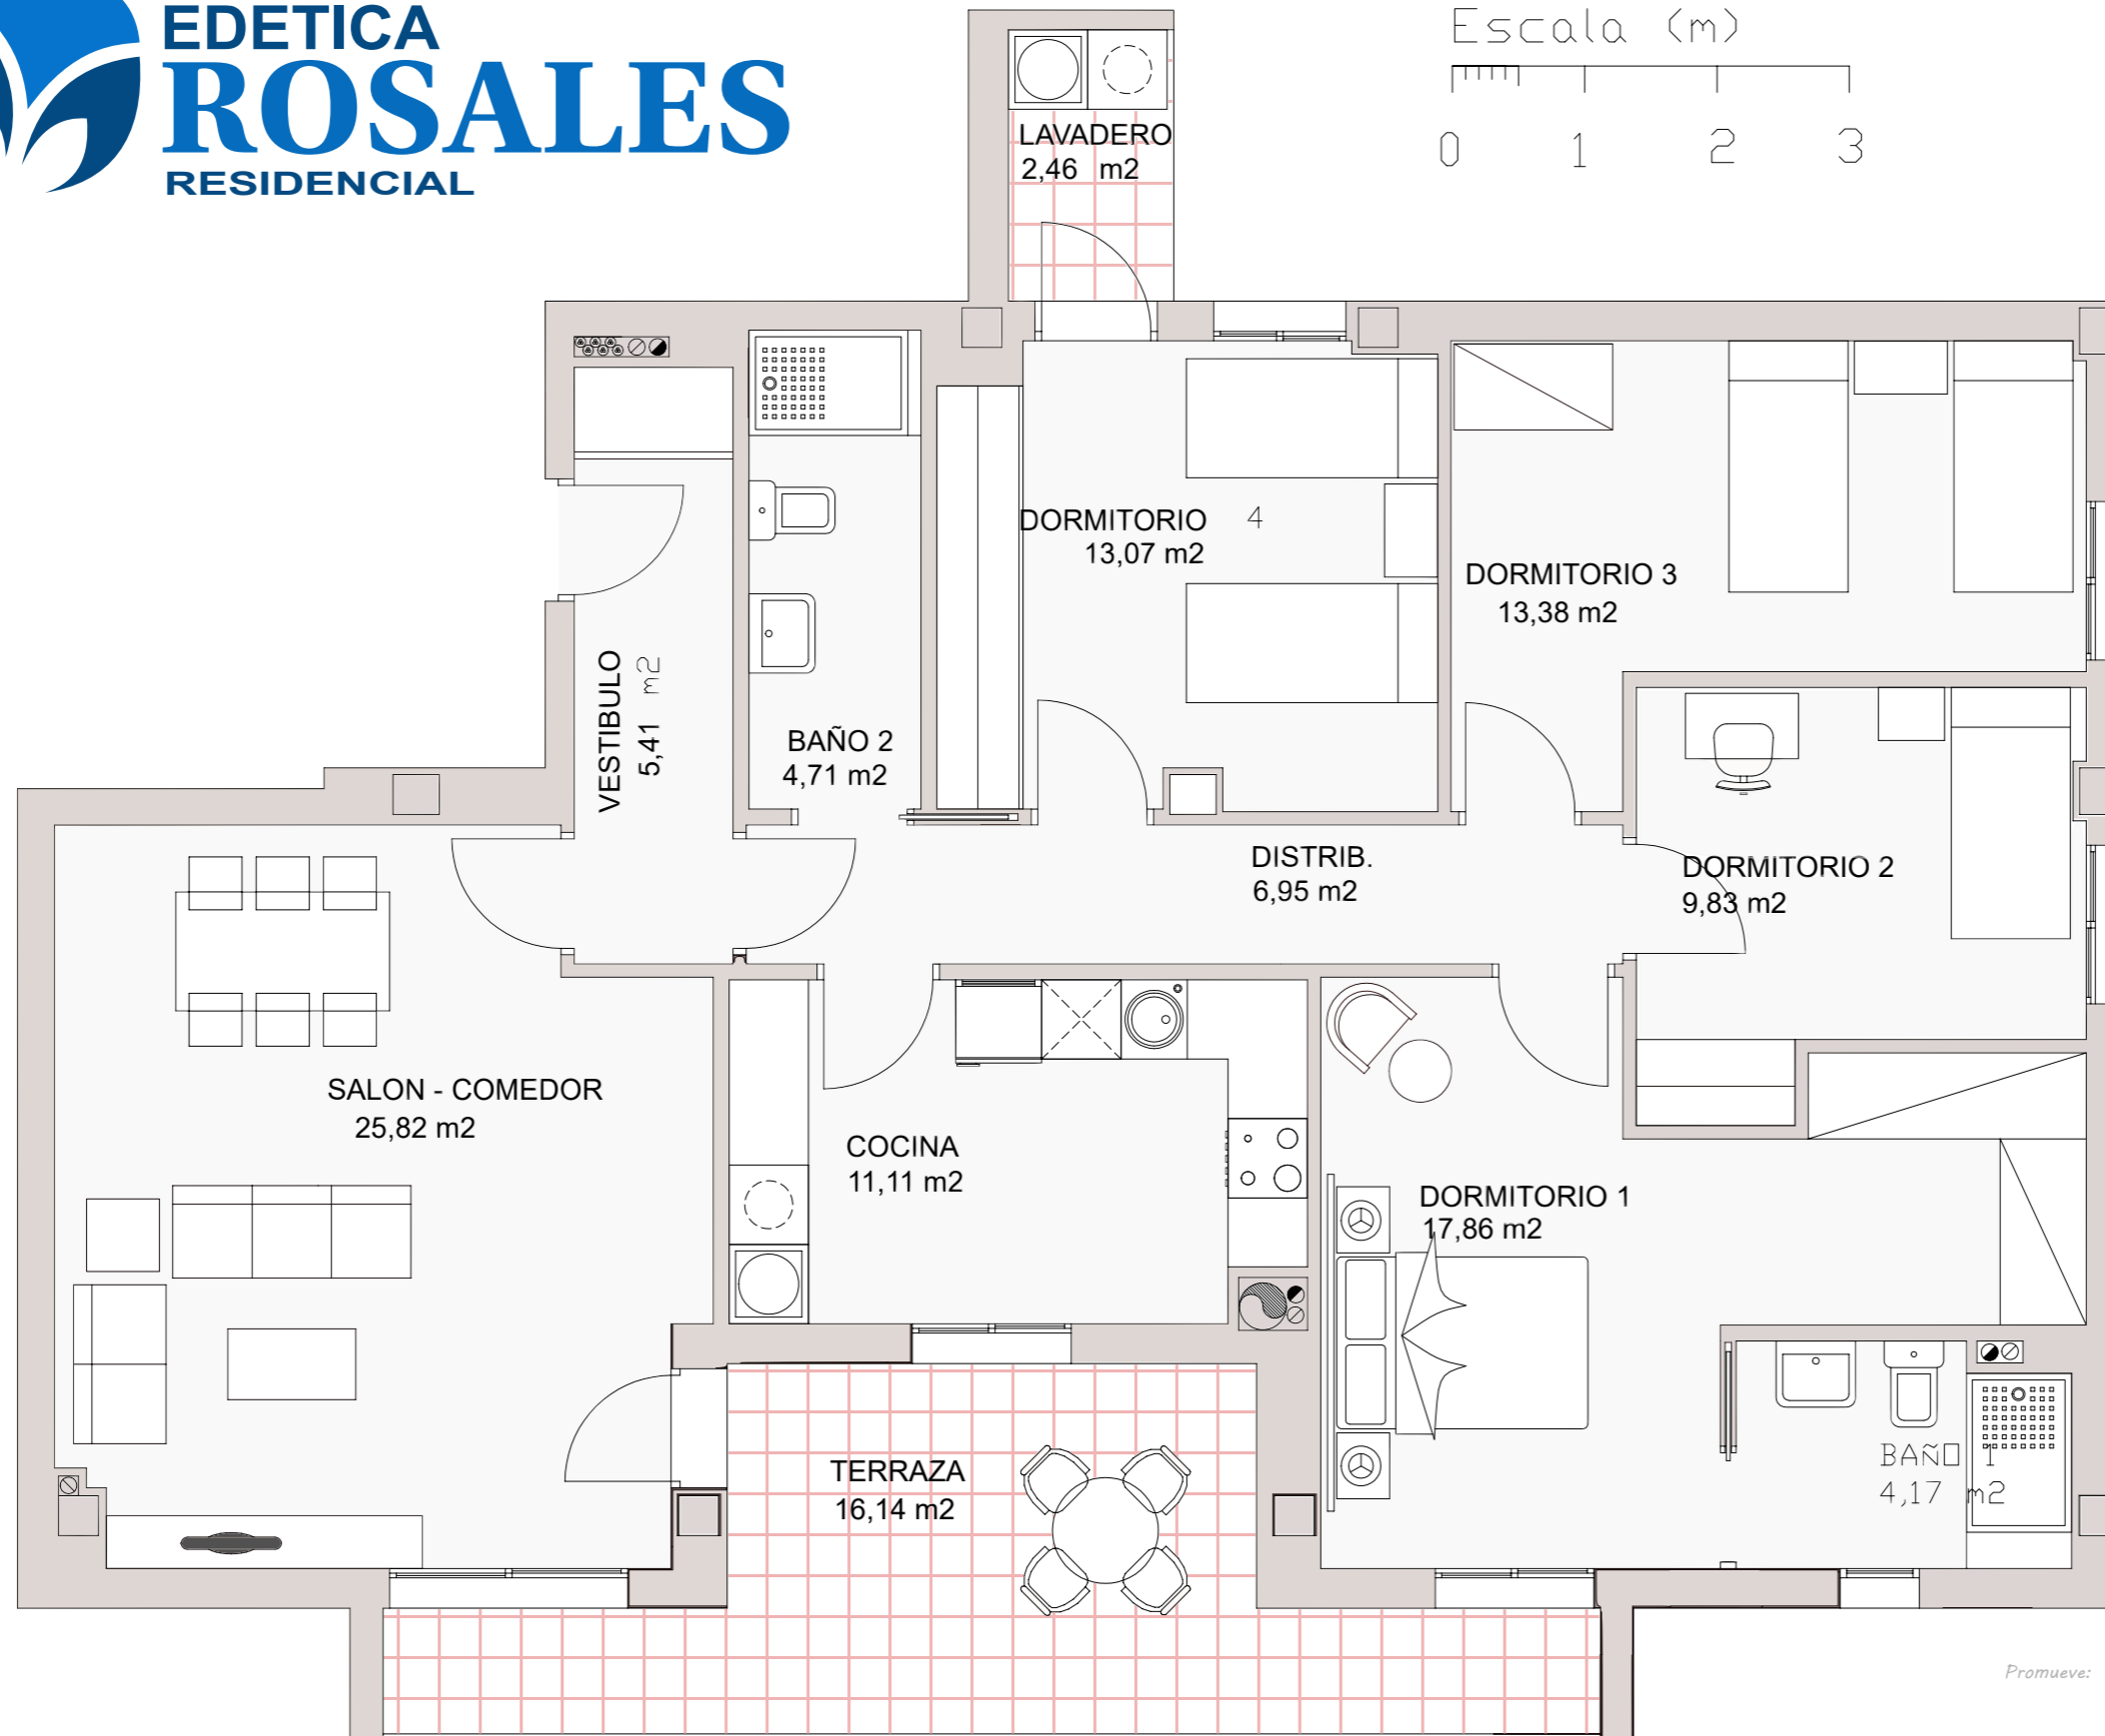 EDETICA
ROSALES
RESIDENCIAL
Escala (m)
0 1 2 3
LAVADERO
2,46 m2
DORMITORIO 4
13,07 m2
DORMITORIO 3
13,38 m2
VESTIBULO
5,41 m2
BAÑO 2
4,71 m2
DISTRIB.
6,95 m2
DORMITORIO 2
9,83 m2
SALON - COMEDOR
25,82 m2
COCINA
11,11 m2
DORMITORIO 1
17,86 m2
TERRAZA
16,14 m2
BAÑO 1
4,17 m2
Promueve: